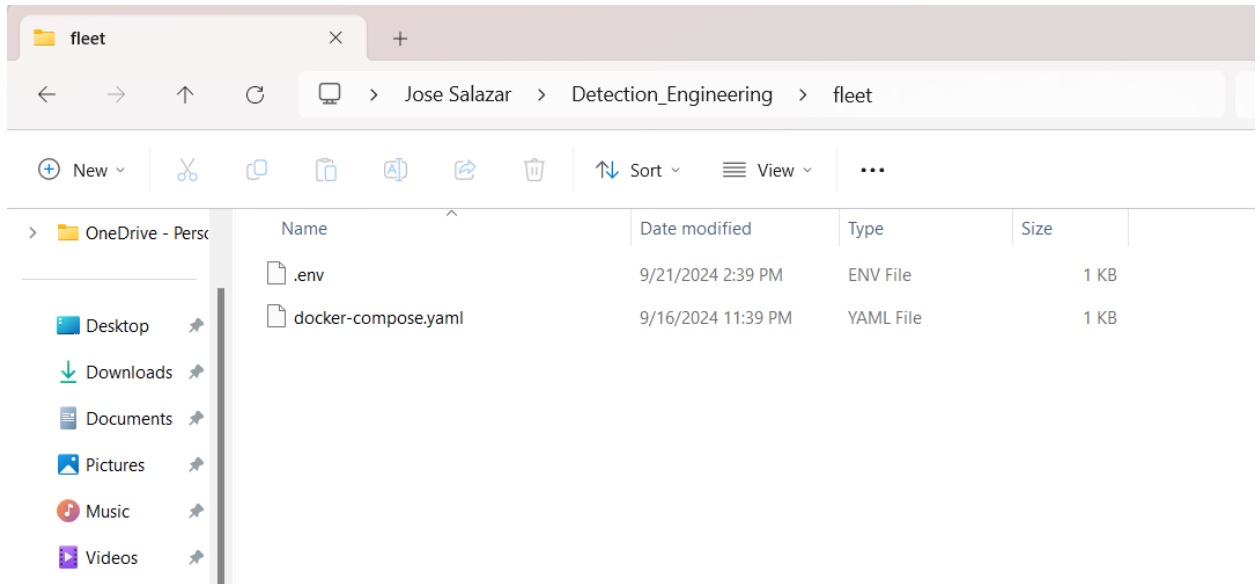 fleet
Jose Salazar > Detection_Engineering > fleet
New Sort View
OneDrive - Perso
Name Date modified Type Size
.env 9/21/2024 2:39 PM ENV File 1 KB
docker-compose.yaml 9/16/2024 11:39 PM YAML File 1 KB
Desktop
Downloads
Documents
Pictures
Music
Videos